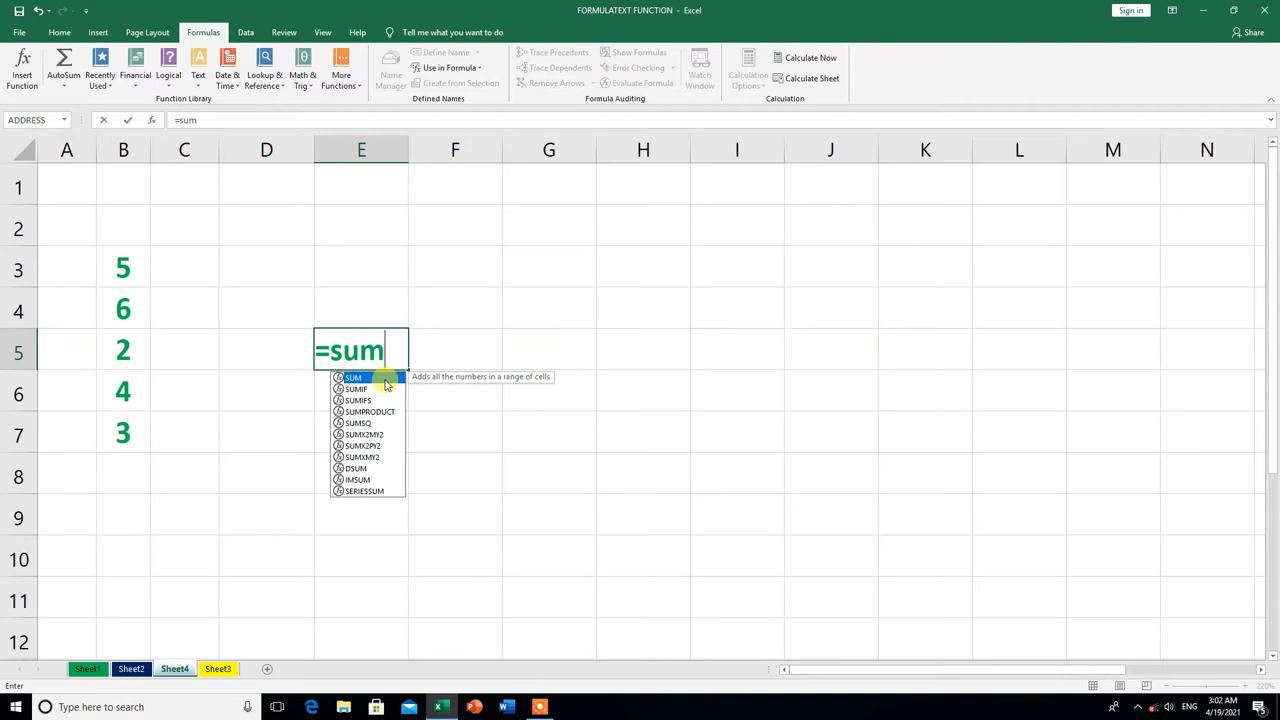 FORMULATEXT FUNCTION - Excel
Sign in
File Home Insert Page Layout Formulas Data Review View Help Tell me what you want to do Share
Insert Function
AutoSum
Recently Used
Financial
Logical
Text
Date & Time
Lookup & Reference
Math & Trig
More Functions
Function Library
Name Manager
Define Name
Use in Formula
Create from Selection
Defined Names
Trace Precedents
Trace Dependents
Remove Arrows
Show Formulas
Error Checking
Evaluate Formula
Formula Auditing
Watch Window
Calculation Options
Calculate Now
Calculate Sheet
Calculation
ADDRESS fx =sum
A B C D E F G H I J K L M N
1
2
3 5
4 6
5 2 =sum
SUM Adds all the numbers in a range of cells
SUMIF
6 4
SUMIFS
SUMPRODUCT
SUMSQ
7 3
SUMX2MY2
SUMX2PY2
SUMXMY2
8
DSUM
IMSUM
SERIESSUM
9
10
11
12
Sheet1 Sheet2 Sheet4 Sheet3
Enter 220%
Type here to search
ENG
3:02 AM
4/19/2021